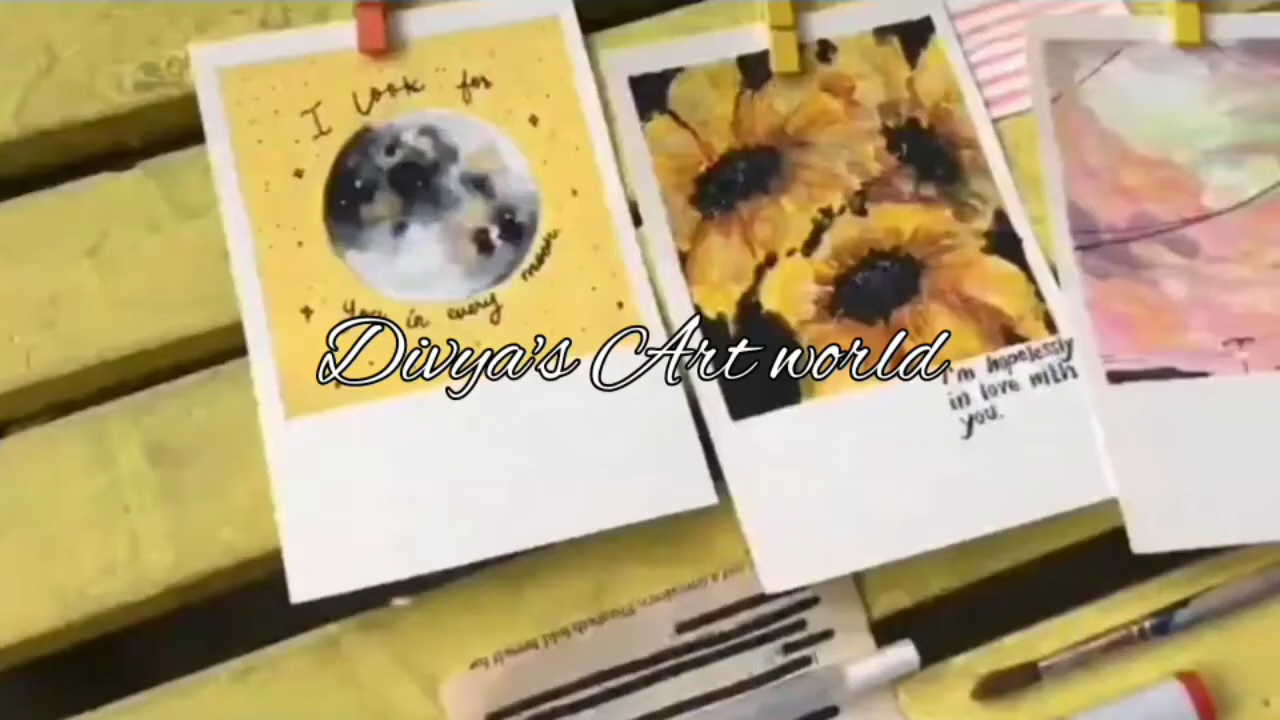 I look for
you in every moon
Divya's Art world
I'm hopelessly
in love with
you.